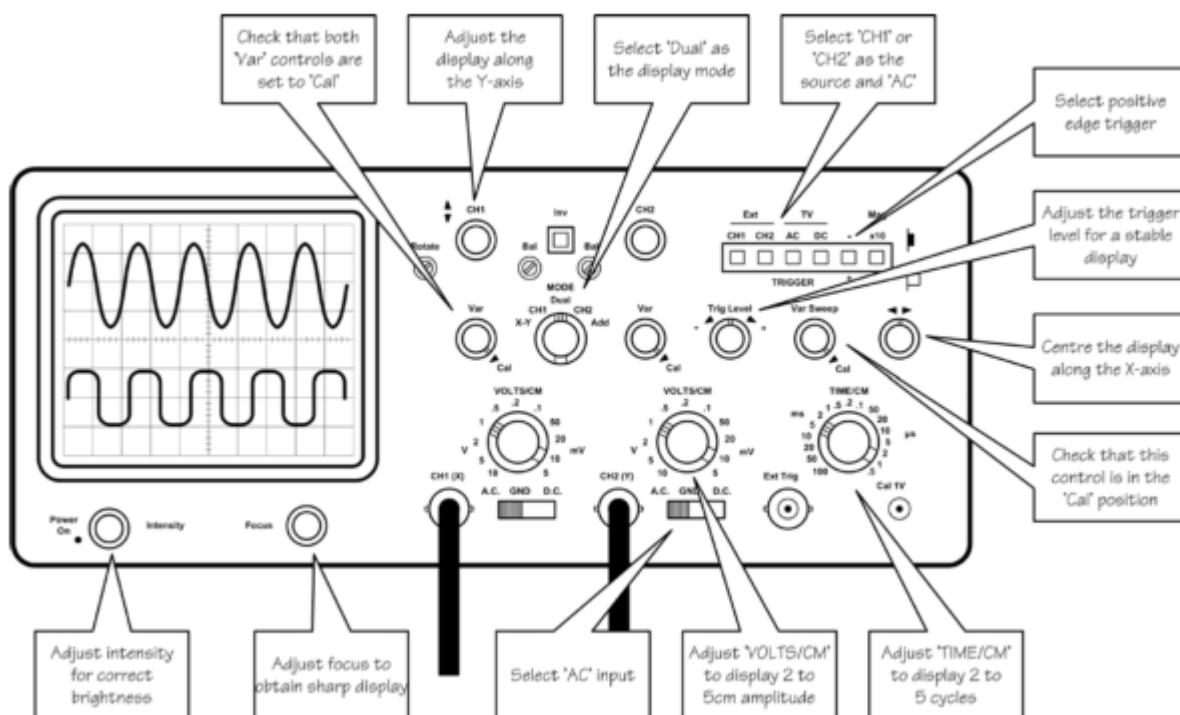 Check that both
"Var" controls are
set to "Cal"
Adjust the
display along
the Y-axis
Select "Dual" as
the display mode
Select "CH1" or
"CH2" as the
source and "AC"
Select positive
edge trigger
Adjust the trigger
level for a stable
display
Centre the display
along the X-axis
Check that this
control is in the
"Cal" position
CH1
Inv
CH2
Rotate
Bal
Bal
Ext
TV
CH1 CH2 AC DC - x10
TRIGGER
MODE
Dual
CH1 CH2
X-Y Add
Var
Cal
Var
Cal
Trig Level
- +
Var Sweep
Cal
VOLTS/CM
.5 .2 .1
1 50
2 20
V mV
5 10
10 5
VOLTS/CM
.5 .2 .1
1 50
2 20
V mV
5 10
10 5
TIME/CM
1 .5 .2 .1 50
ms 2 20
5 10
10 5 µs
20 2
50 1
100 .5
CH1 (X)
A.C. GND D.C.
CH2 (Y)
A.C. GND D.C.
Ext Trig
Cal 1V
Power
On
Intensity
Focus
Adjust intensity
for correct
brightness
Adjust focus to
obtain sharp display
Select "AC" input
Adjust "VOLTS/CM"
to display 2 to
5cm amplitude
Adjust "TIME/CM"
to display 2 to
5 cycles